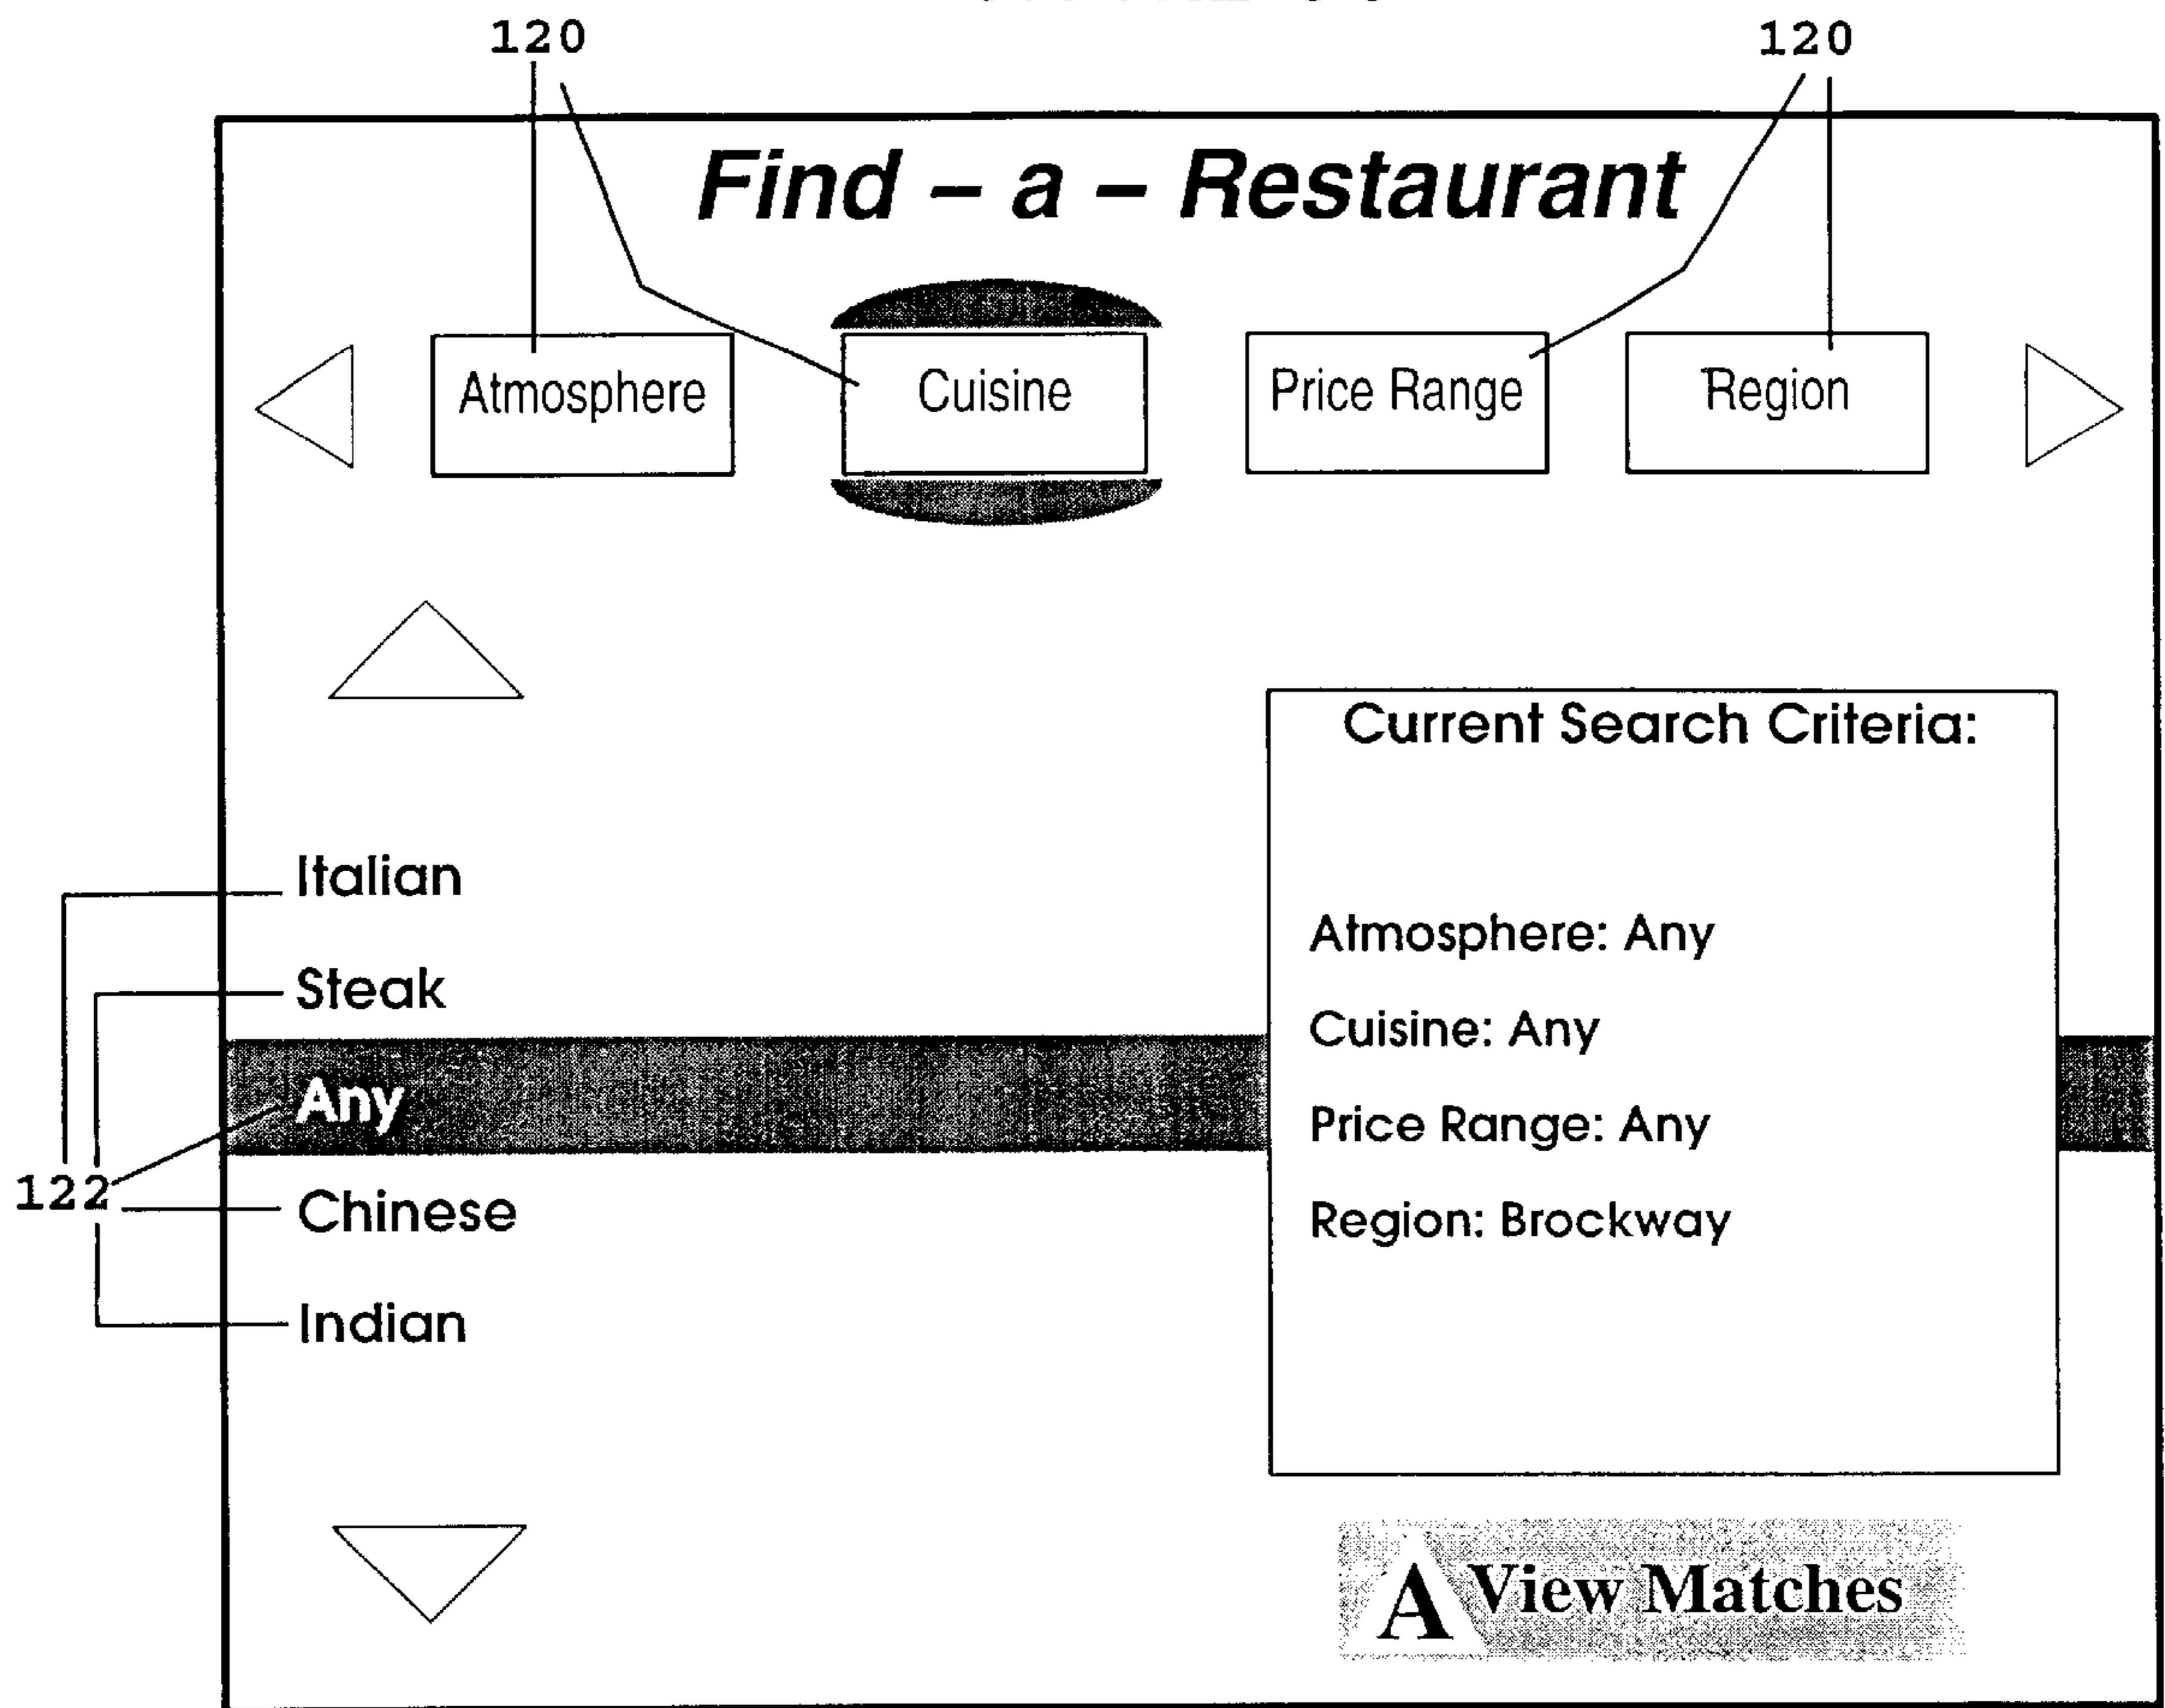 120 120
Find – a – Restaurant
Atmosphere Cuisine Price Range Region
Current Search Criteria:
Italian
Atmosphere: Any
Steak
Cuisine: Any
Any
Price Range: Any
122
Chinese
Region: Brockway
Indian
A View Matches